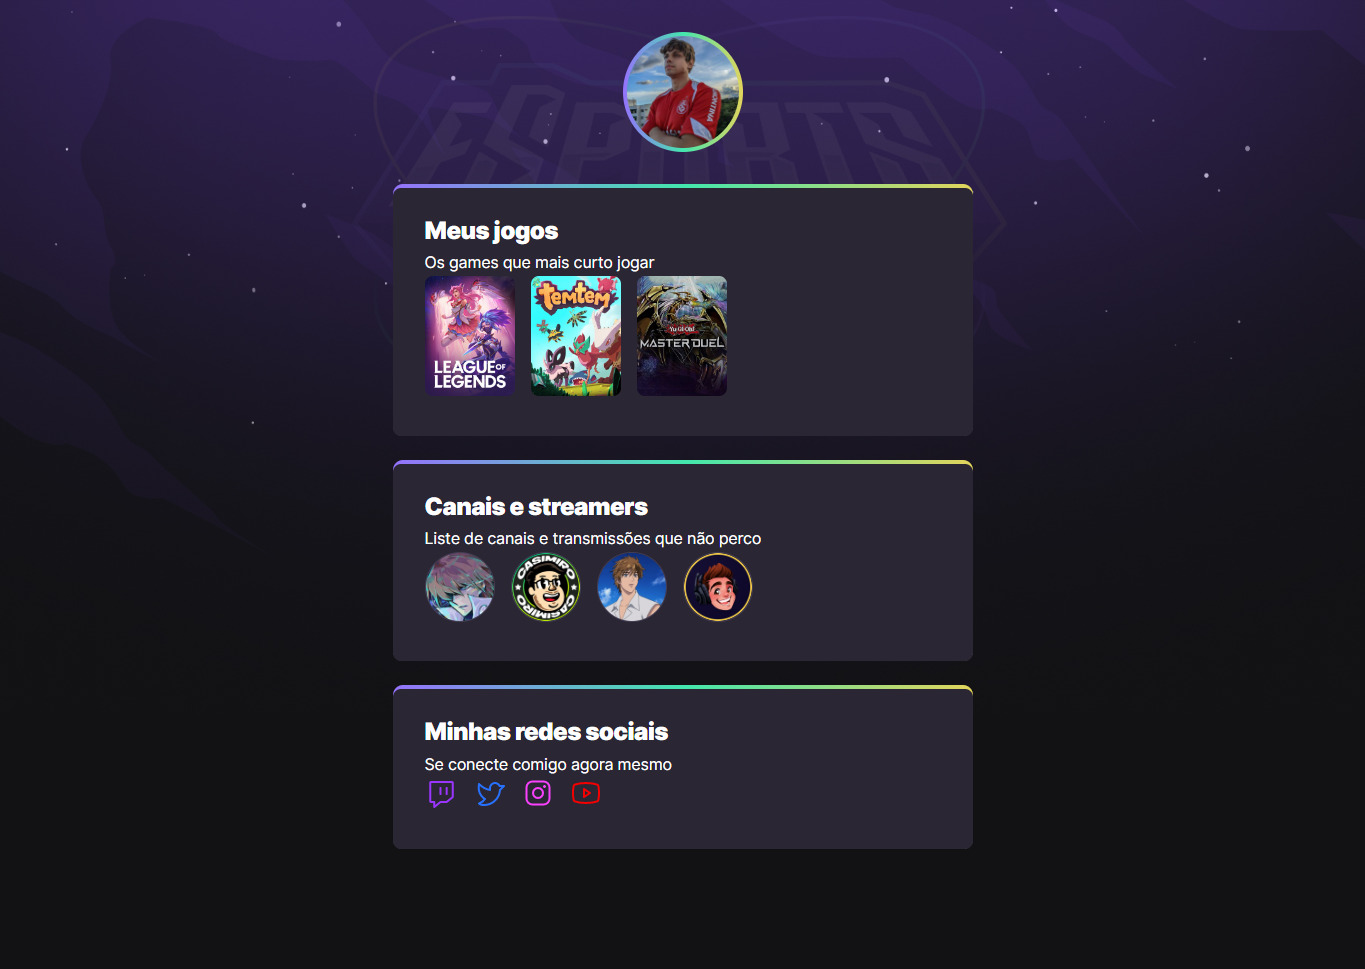 ESPORTS
Meus jogos
Os games que mais curto jogar
LEAGUE OF
LEGENDS
temtem
Yu-Gi-Oh!
MASTER DUEL
Canais e streamers
Liste de canais e transmissões que não perco
CASIMIRO
CASIMIRO
Minhas redes sociais
Se conecte comigo agora mesmo